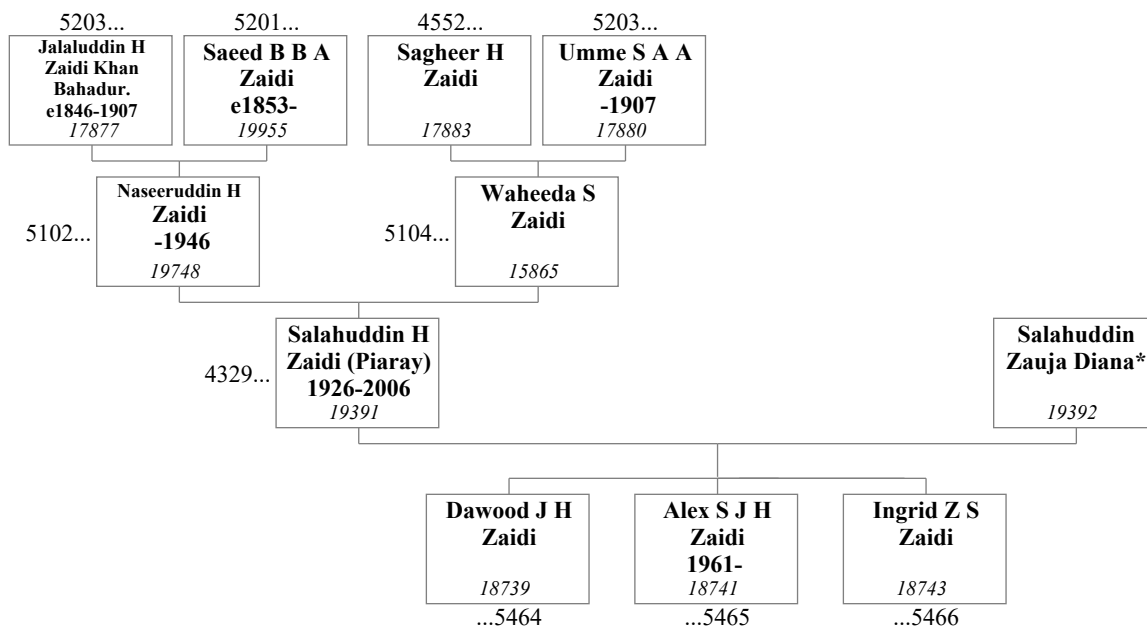 5203...
5201...
4552...
5203...
Jalaluddin H
Zaidi Khan
Bahadur.
e1846-1907
17877
Saeed B B A
Zaidi
e1853-
19955
Sagheer H
Zaidi
17883
Umme S A A
Zaidi
-1907
17880
5102...
Naseeruddin H
Zaidi
-1946
19748
5104...
Waheeda S
Zaidi
15865
4329...
Salahuddin H
Zaidi (Piaray)
1926-2006
19391
Salahuddin
Zauja Diana*
19392
Dawood J H
Zaidi
18739
...5464
Alex S J H
Zaidi
1961-
18741
...5465
Ingrid Z S
Zaidi
18743
...5466